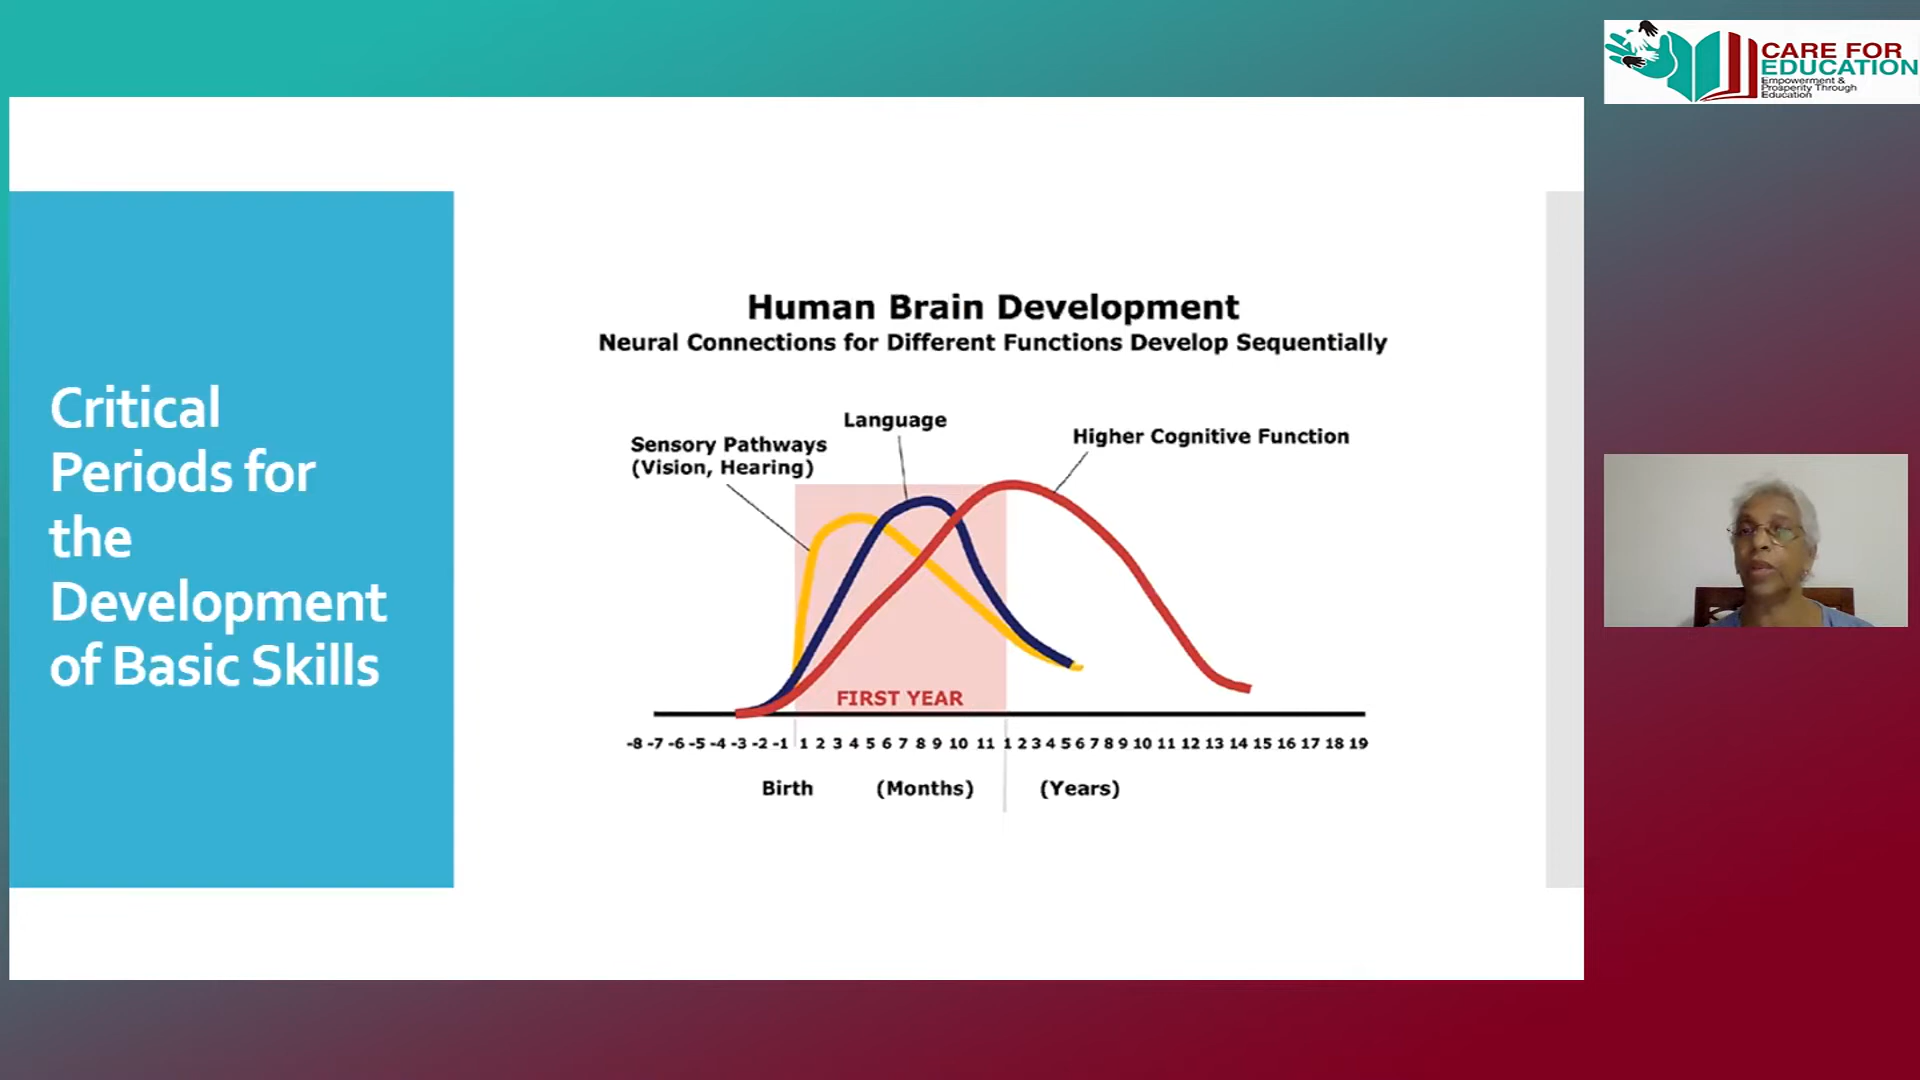 CARE FOR
EDUCATION
Empowerment &
Prosperity Through
Education
Critical
Periods for
the
Development
of Basic Skills
Human Brain Development
Neural Connections for Different Functions Develop Sequentially
Language
Higher Cognitive Function
Sensory Pathways
(Vision, Hearing)
FIRST YEAR
-8 -7 -6 -5 -4 -3 -2 -1 1 2 3 4 5 6 7 8 9 10 11 1 2 3 4 5 6 7 8 9 10 11 12 13 14 15 16 17 18 19
Birth (Months) (Years)